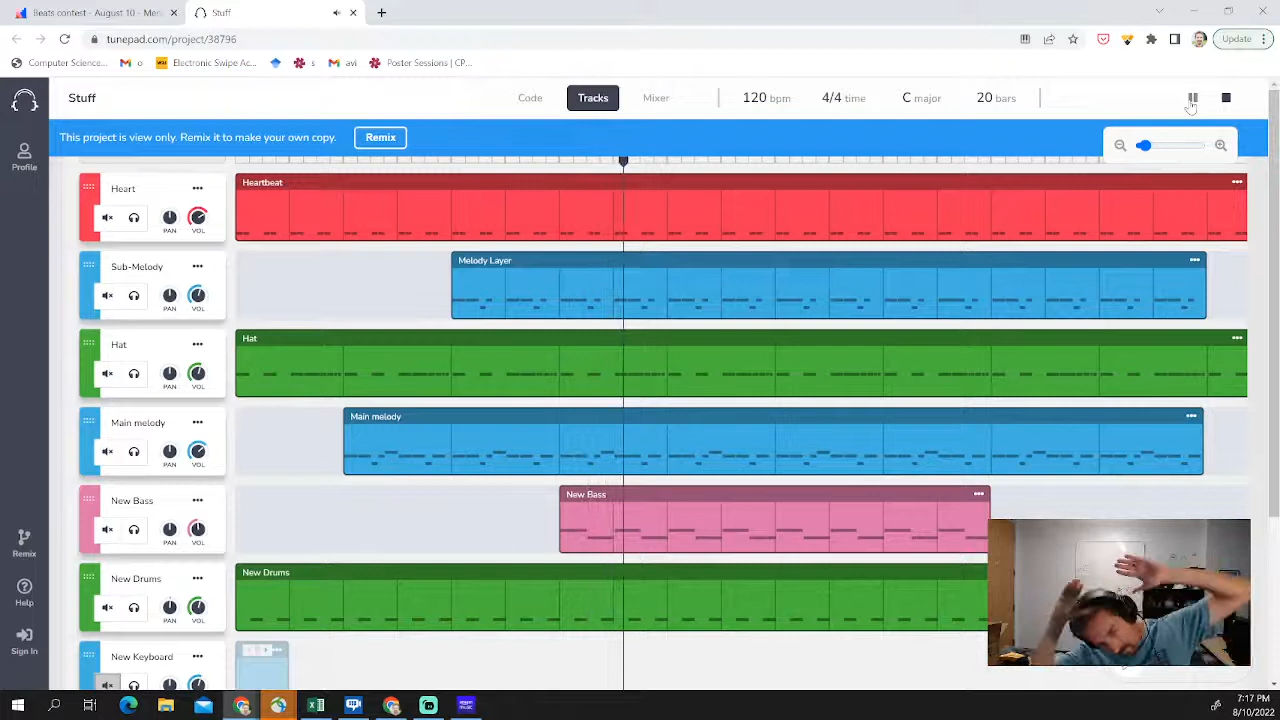 Beats contest - August 10 - Mem
Stuff
tunepad.com/project/38796
Update
Computer Science...
o
Electronic Swipe Ac...
s
avi
Poster Sessions | CP...
Stuff
Code
Tracks
Mixer
120 bpm
4/4 time
C major
20 bars
This project is view only. Remix it to make your own copy.
Remix
Profile
Heart
PAN
VOL
Heartbeat
Sub-Melody
PAN
VOL
Melody Layer
Hat
PAN
VOL
Hat
Main melody
PAN
VOL
Main melody
New Bass
PAN
VOL
New Bass
Remix
New Drums
PAN
VOL
New Drums
Help
New Keyboard
Sign In
7:17 PM
8/10/2022